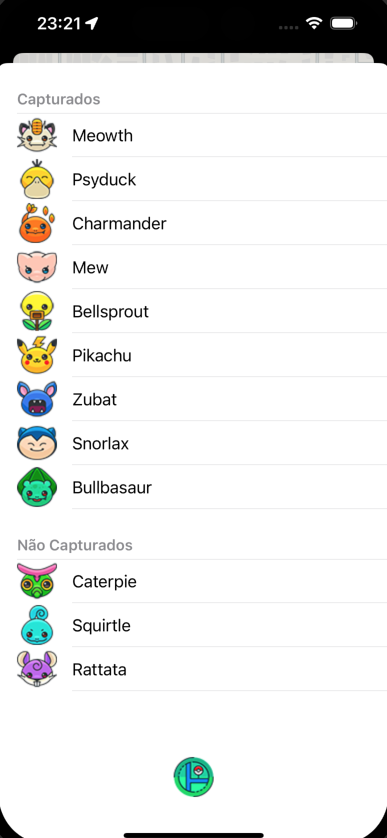 23:21
Capturados
Meowth
Psyduck
Charmander
Mew
Bellsprout
Pikachu
Zubat
Snorlax
Bullbasaur
Não Capturados
Caterpie
Squirtle
Rattata